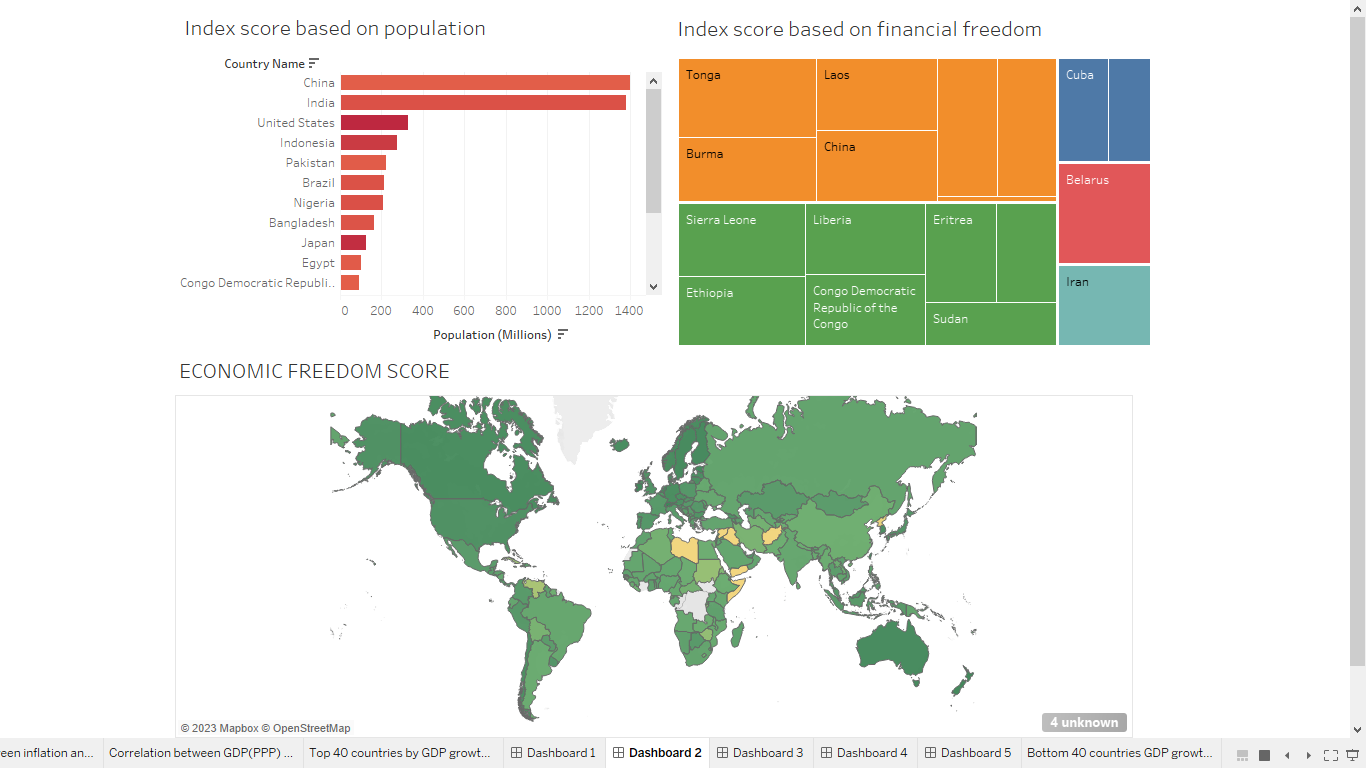 Index score based on population
Index score based on financial freedom
Country Name
China
India
United States
Indonesia
Pakistan
Brazil
Nigeria
Bangladesh
Japan
Egypt
Congo Democratic Republi..
0 200 400 600 800 1000 1200 1400
Population (Millions)
Tonga
Laos
Burma
China
Sierra Leone
Liberia
Eritrea
Ethiopia
Congo Democratic
Republic of the
Congo
Sudan
Cuba
Belarus
Iran
ECONOMIC FREEDOM SCORE
© 2023 Mapbox © OpenStreetMap
4 unknown
een inflation an...
Correlation between GDP(PPP) ...
Top 40 countries by GDP growt...
Dashboard 1
Dashboard 2
Dashboard 3
Dashboard 4
Dashboard 5
Bottom 40 countries GDP growt...